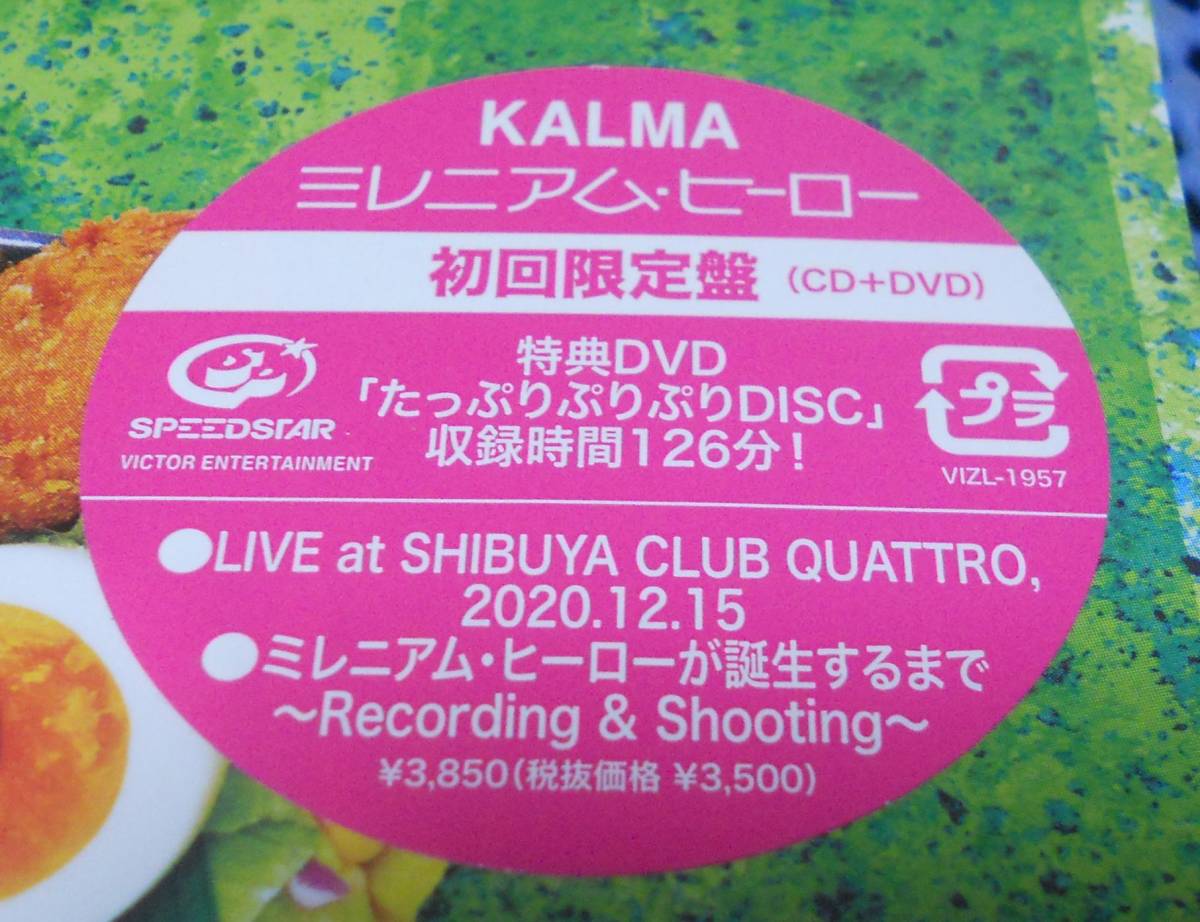 KALMA
ミレニアム・ヒーロー
初回限定盤 (CD+DVD)
SPEEDSTAR
VICTOR ENTERTAINMENT
特典DVD
「たっぷりぷりぷりDISC」
収録時間126分!
プラ
VIZL-1957
●LIVE at SHIBUYA CLUB QUATTRO,
2020.12.15
●ミレニアム・ヒーローが誕生するまで
～Recording & Shooting～
¥3,850(税抜価格 ¥3,500)